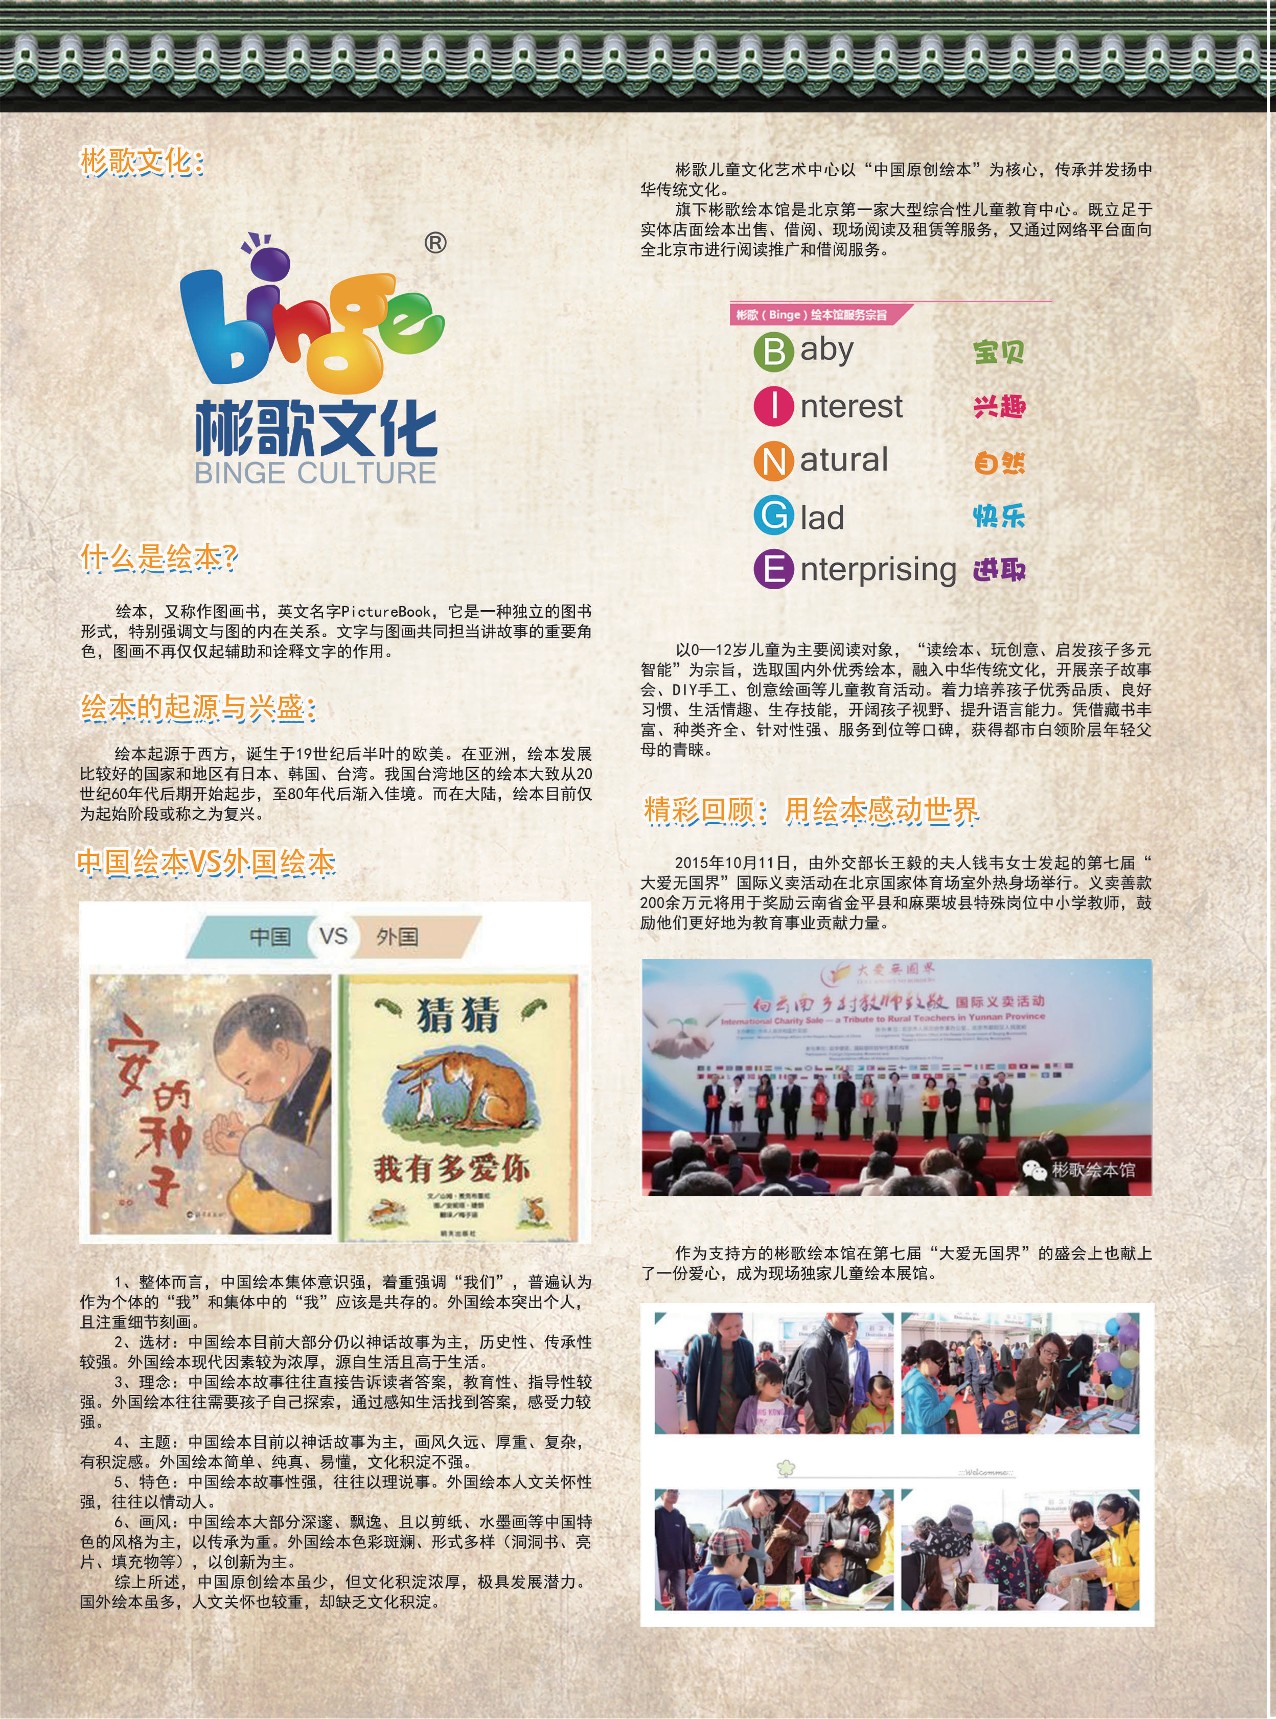 彬歌文化：
®
binge
彬歌文化
BINGE CULTURE
什么是绘本？
绘本，又称作图画书，英文名字PictureBook，它是一种独立的图书
形式，特别强调文与图的内在关系。文字与图画共同担当讲故事的重要角
色，图画不再仅仅起辅助和诠释文字的作用。
绘本的起源与兴盛：
绘本起源于西方，诞生于19世纪后半叶的欧美。在亚洲，绘本发展
比较好的国家和地区有日本、韩国、台湾。我国台湾地区的绘本大致从20
世纪60年代后期开始起步，至80年代后渐入佳境。而在大陆，绘本目前仅
为起始阶段或称之为复兴。
中国绘本VS外国绘本
中国 VS 外国
安的种子
猜猜
我有多爱你
文／山姆·麦克布雷尼
图／安妮塔·婕朗
翻译／梅子涵
明天出版社
1、整体而言，中国绘本集体意识强，着重强调“我们”，普遍认为
作为个体的“我”和集体中的“我”应该是共存的。外国绘本突出个人，
且注重细节刻画。
2、选材：中国绘本目前大部分仍以神话故事为主，历史性、传承性
较强。外国绘本现代因素较为浓厚，源自生活且高于生活。
3、理念：中国绘本故事往往直接告诉读者答案，教育性、指导性较
强。外国绘本往往需要孩子自己探索，通过感知生活找到答案，感受力较
强。
4、主题：中国绘本目前以神话故事为主，画风久远、厚重、复杂，
有积淀感。外国绘本简单、纯真、易懂，文化积淀不强。
5、特色：中国绘本故事性强，往往以理说事。外国绘本人文关怀性
强，往往以情动人。
6、画风：中国绘本大部分深邃、飘逸、且以剪纸、水墨画等中国特
色的风格为主，以传承为重。外国绘本色彩斑斓、形式多样（洞洞书、亮
片、填充物等），以创新为主。
综上所述，中国原创绘本虽少，但文化积淀浓厚，极具发展潜力。
国外绘本虽多，人文关怀也较重，却缺乏文化积淀。
彬歌儿童文化艺术中心以“中国原创绘本”为核心，传承并发扬中
华传统文化。
旗下彬歌绘本馆是北京第一家大型综合性儿童教育中心。既立足于
实体店面绘本出售、借阅、现场阅读及租赁等服务，又通过网络平台面向
全北京市进行阅读推广和借阅服务。
彬歌（Binge）绘本馆服务宗旨
Baby 宝贝
Interest 兴趣
Natural 自然
Glad 快乐
Enterprising 进取
以0—12岁儿童为主要阅读对象，“读绘本、玩创意、启发孩子多元
智能”为宗旨，选取国内外优秀绘本，融入中华传统文化，开展亲子故事
会、DIY手工、创意绘画等儿童教育活动。着力培养孩子优秀品质、良好
习惯、生活情趣、生存技能，开阔孩子视野、提升语言能力。凭借藏书丰
富、种类齐全、针对性强、服务到位等口碑，获得都市白领阶层年轻父
母的青睐。
精彩回顾：用绘本感动世界
2015年10月11日，由外交部长王毅的夫人钱韦女士发起的第七届“
大爱无国界”国际义卖活动在北京国家体育场室外热身场举行。义卖善款
200余万元将用于奖励云南省金平县和麻栗坡县特殊岗位中小学教师，鼓
励他们更好地为教育事业贡献力量。
大爱無國界
向云南乡村教师致敬 国际义卖活动
International Charity Sale — a Tribute to Rural Teachers in Yunnan Province
彬歌绘本馆
作为支持方的彬歌绘本馆在第七届“大爱无国界”的盛会上也献上
了一份爱心，成为现场独家儿童绘本展馆。
:::Welcomme:::